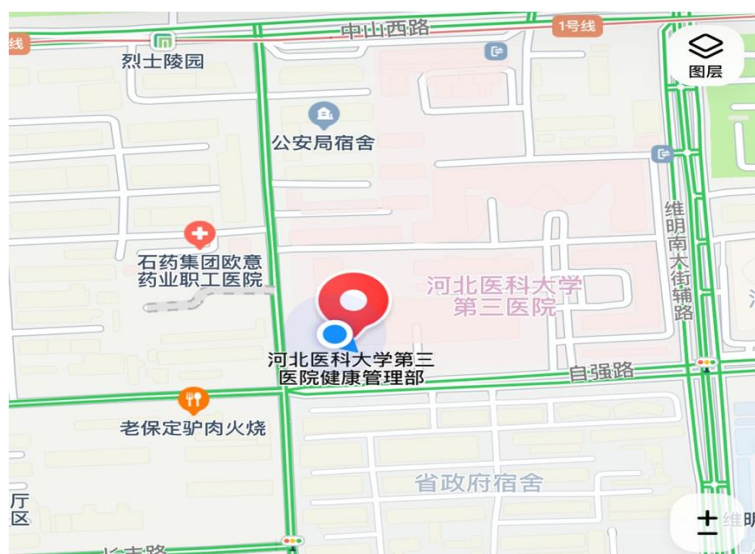 中山西路
1号线
线
烈士陵园
图层
公安局宿舍
维明南大街辅路
石药集团欧意
药业职工医院
河北医科大学
第三医院
河北医科大学第三
医院健康管理部
自强路
老保定驴肉火烧
省政府宿舍
厅
区
维明